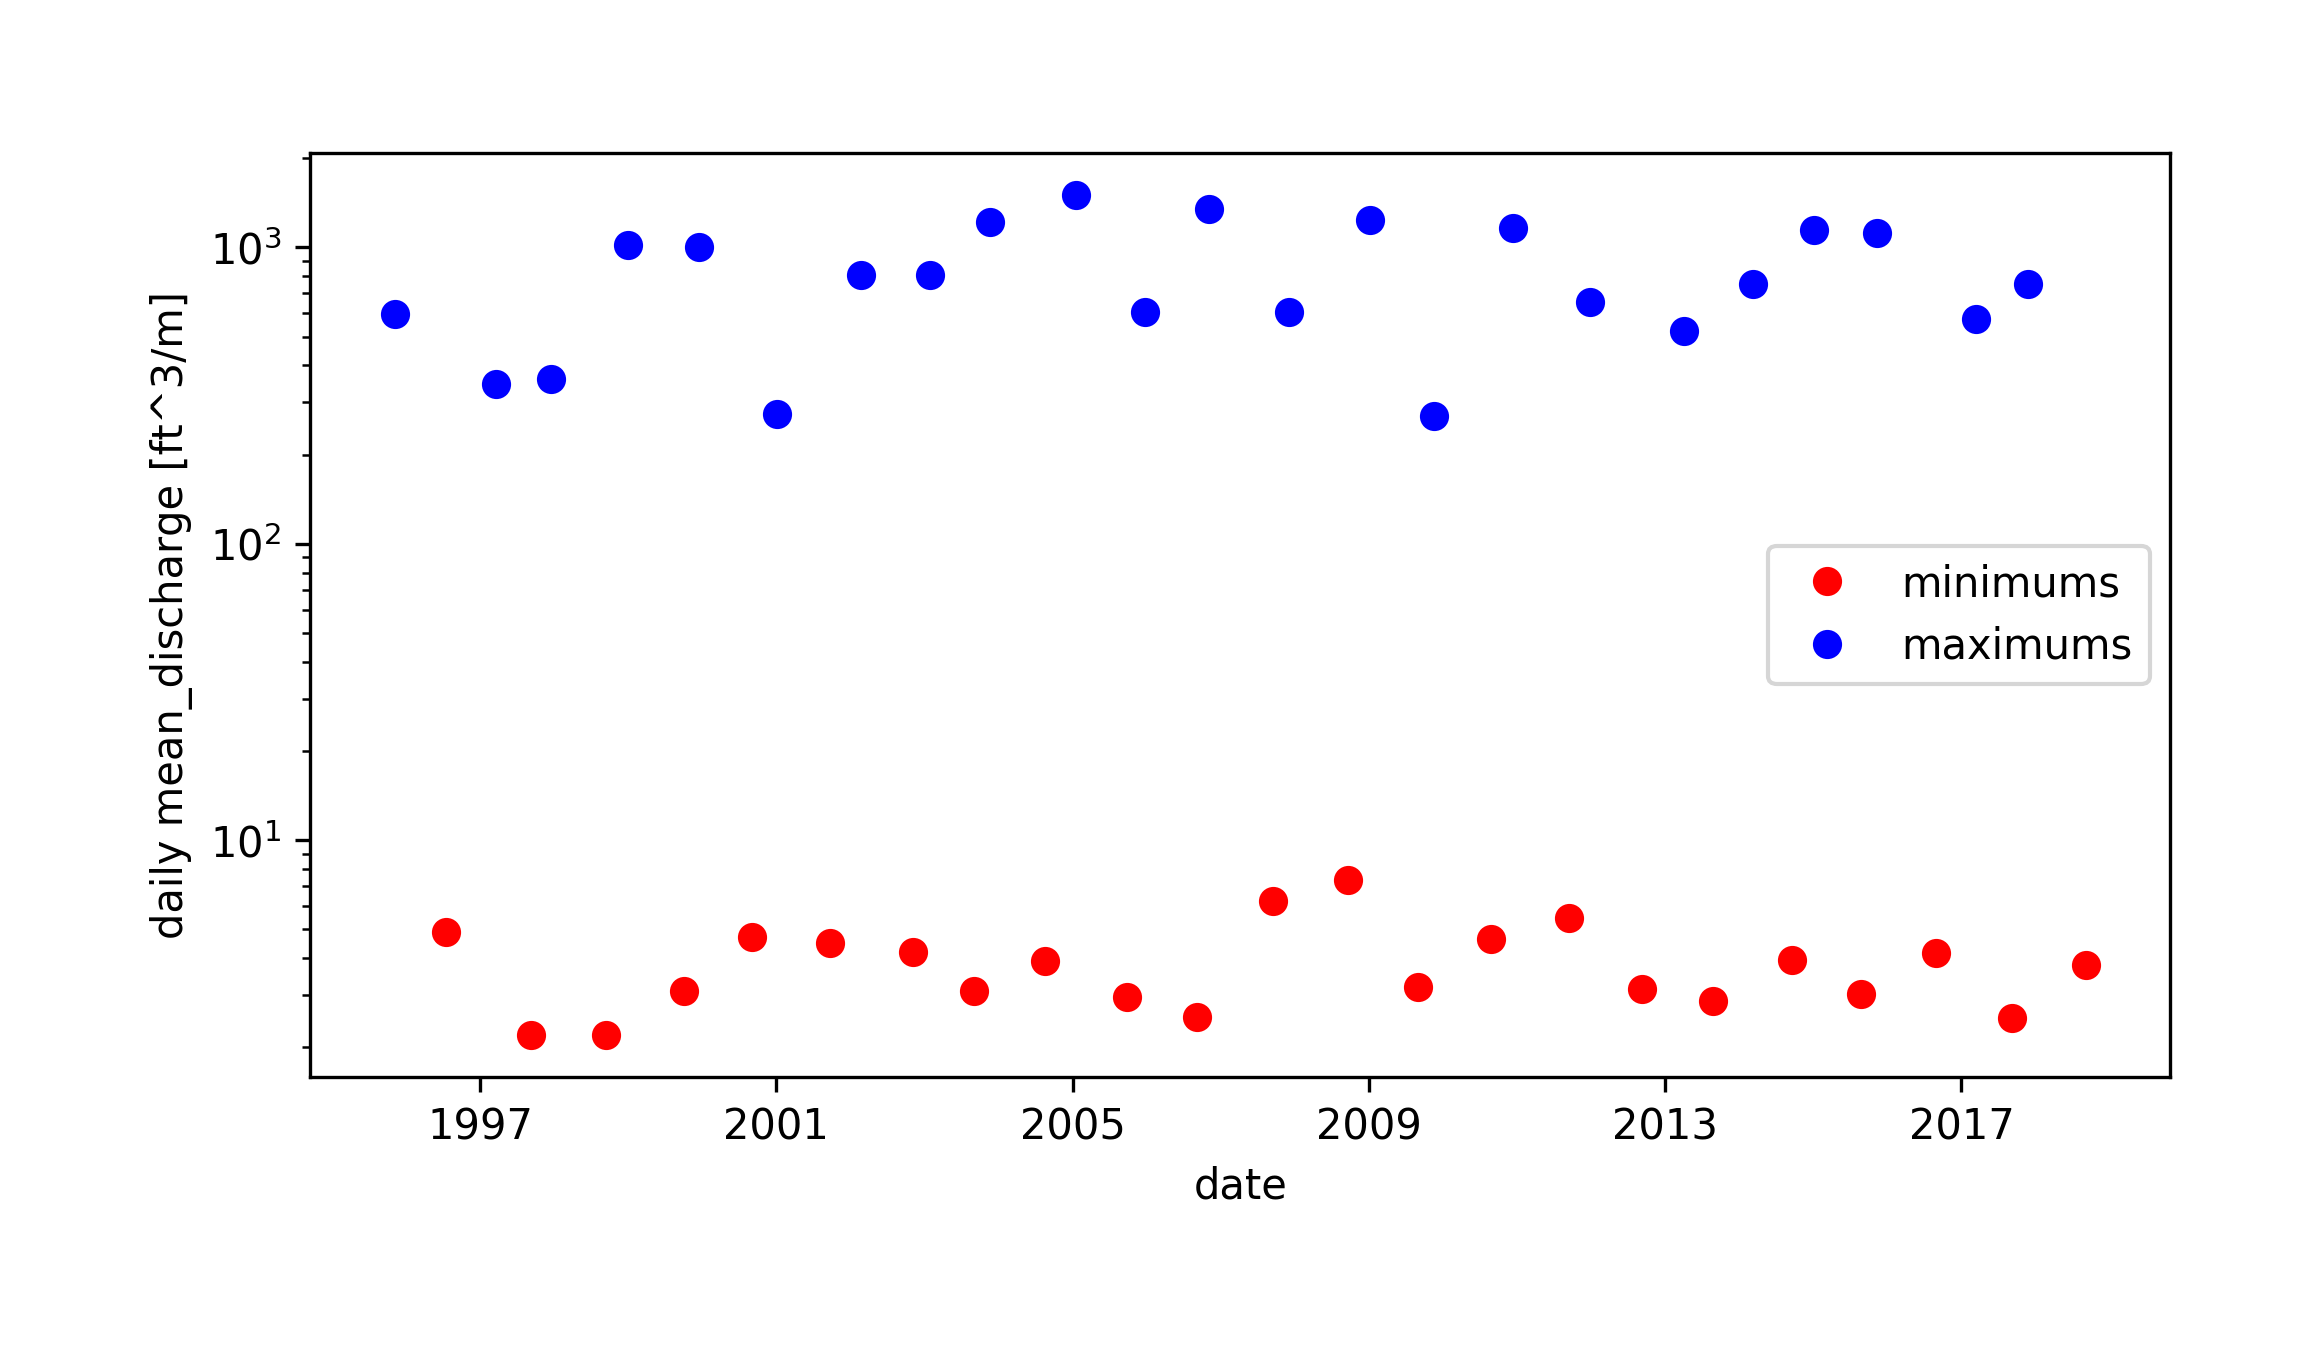 daily mean_discharge [ft^3/m]
10³
10²
10¹
minimums
maximums
1997 2001 2005 2009 2013 2017
date